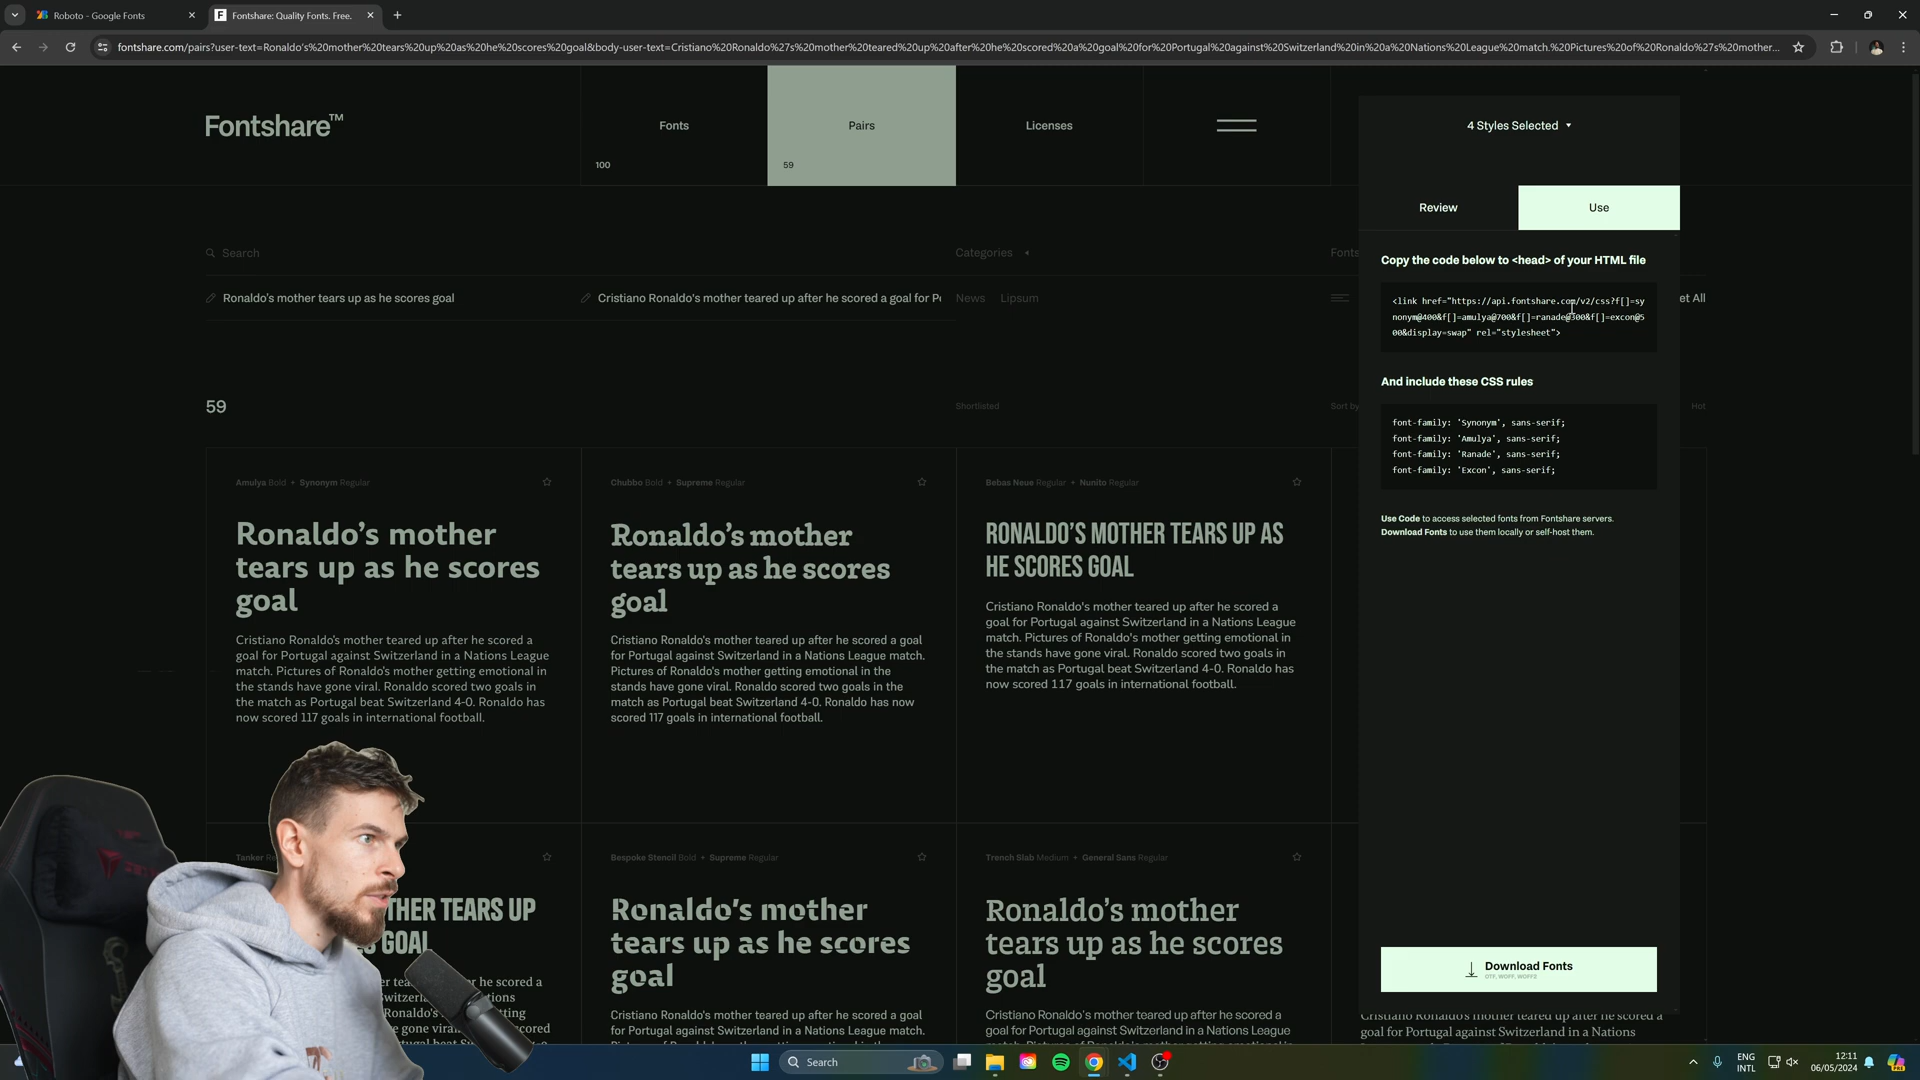 Roboto - Google Fonts
Fontshare: Quality Fonts. Free.
fontshare.com/pairs?user-text=Ronaldo's%20mother%20tears%20up%20as%20he%20scores%20goal&body-user-text=Cristiano%20Ronaldo%27s%20mother%20teared%20up%20after%20he%20scored%20a%20goal%20for%20Portugal%20against%20Switzerland%20in%20a%20Nations%20League%20match.%20Pictures%20of%20Ronaldo%27s%20mother...
Fontshare™
Fonts
100
Pairs
59
Licenses
4 Styles Selected
Review
Use
Search
Categories
Fonts
Ronaldo's mother tears up as he scores goal
Cristiano Ronaldo's mother teared up after he scored a goal for Po
News
Lipsum
et All
Copy the code below to <head> of your HTML file
<link href="https://api.fontshare.com/v2/css?f[]=sy
nonym@400&f[]=amulya@700&f[]=ranade@300&f[]=excon@5
00&display=swap" rel="stylesheet">
And include these CSS rules
font-family: 'Synonym', sans-serif;
font-family: 'Amulya', sans-serif;
font-family: 'Ranade', sans-serif;
font-family: 'Excon', sans-serif;
Use Code to access selected fonts from Fontshare servers.
Download Fonts to use them locally or self-host them.
59
Shortlisted
Sort by
Hot
Amulya Bold + Synonym Regular
Ronaldo's mother
tears up as he scores
goal
Cristiano Ronaldo's mother teared up after he scored a
goal for Portugal against Switzerland in a Nations League
match. Pictures of Ronaldo's mother getting emotional in
the stands have gone viral. Ronaldo scored two goals in
the match as Portugal beat Switzerland 4-0. Ronaldo has
now scored 117 goals in international football.
Chubbo Bold + Supreme Regular
Ronaldo's mother
tears up as he scores
goal
Cristiano Ronaldo's mother teared up after he scored a goal
for Portugal against Switzerland in a Nations League match.
Pictures of Ronaldo's mother getting emotional in the
stands have gone viral. Ronaldo scored two goals in the
match as Portugal beat Switzerland 4-0. Ronaldo has now
scored 117 goals in international football.
Bebas Neue Regular + Nunito Regular
RONALDO'S MOTHER TEARS UP AS
HE SCORES GOAL
Cristiano Ronaldo's mother teared up after he scored a
goal for Portugal against Switzerland in a Nations League
match. Pictures of Ronaldo's mother getting emotional in
the stands have gone viral. Ronaldo scored two goals in
the match as Portugal beat Switzerland 4-0. Ronaldo has
now scored 117 goals in international football.
Tanker Re
THER TEARS UP
S GOAL
er he scored a
Switzerland
tting
e gone viral
Bespoke Stencil Bold + Supreme Regular
Ronaldo's mother
tears up as he scores
goal
Cristiano Ronaldo's mother teared up after he scored a goal
for Portugal against Switzerland in a Nations League match.
Trench Slab Medium + General Sans Regular
Ronaldo's mother
tears up as he scores
goal
Cristiano Ronaldo's mother teared up after he scored a
goal for Portugal against Switzerland in a Nations League
Download Fonts
OTF, WOFF, WOFF2
Cristiano Ronaldo's mother teared up after he scored a
goal for Portugal against Switzerland in a Nations
Search
ENG
INTL
12:11
06/05/2024